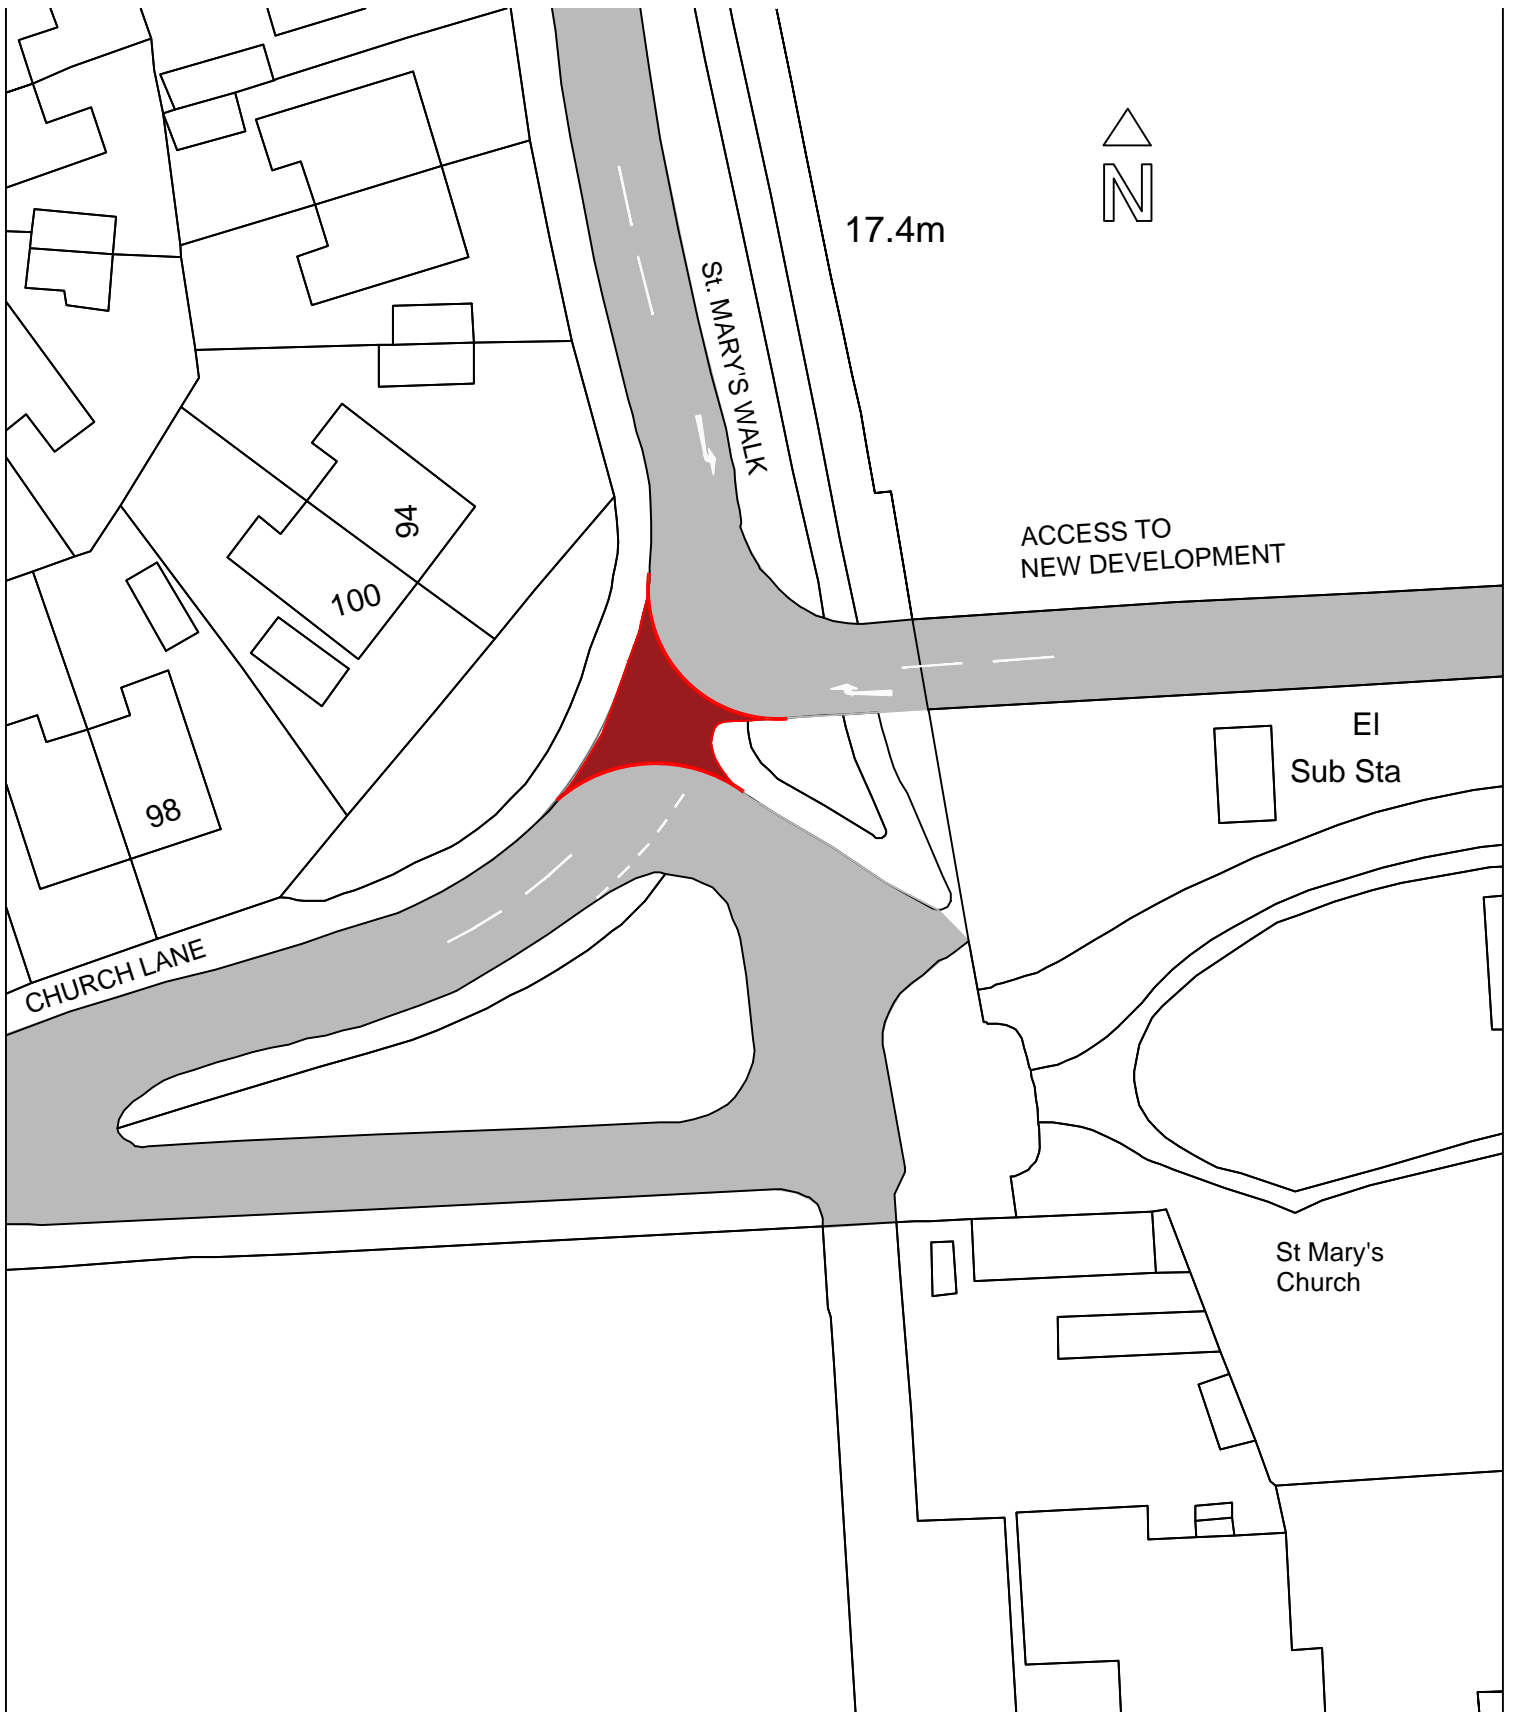 N
17.4m
St. MARY'S WALK
ACCESS TO
NEW DEVELOPMENT
94
100
El
Sub Sta
98
CHURCH LANE
St Mary's
Church